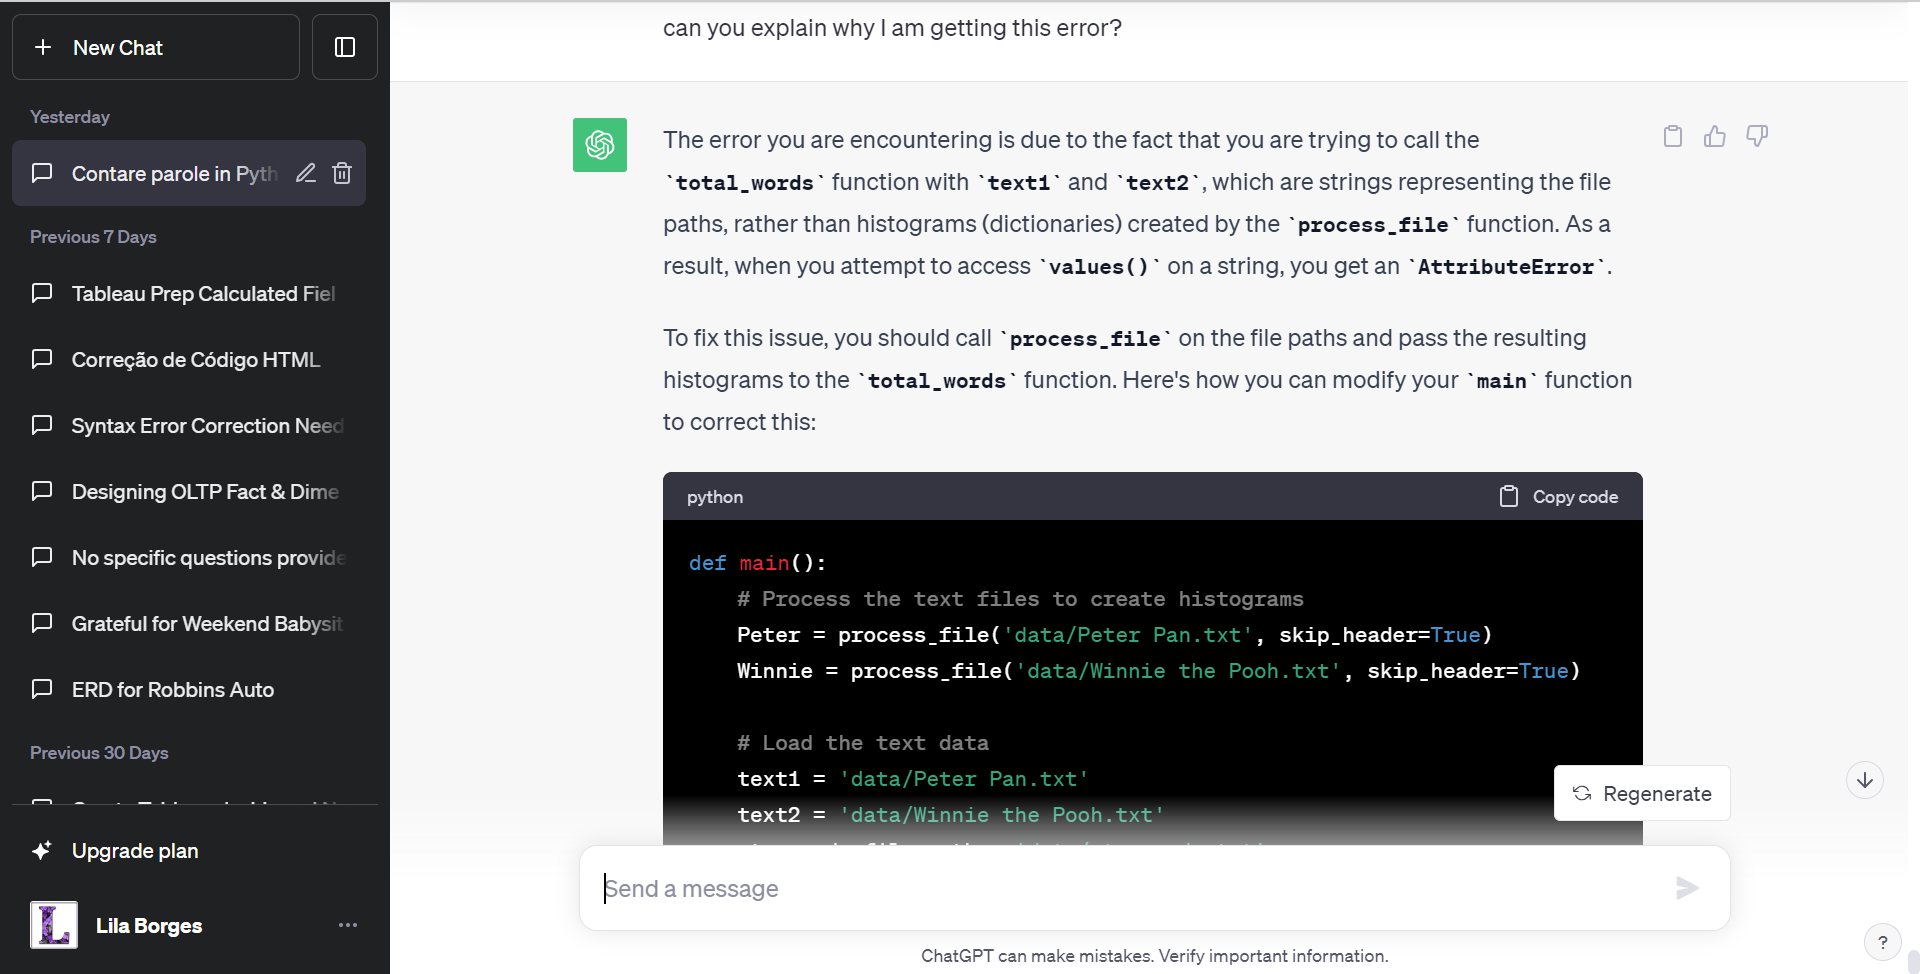 New Chat
Yesterday
Contare parole in Pyth
Previous 7 Days
Tableau Prep Calculated Fiel
Correção de Código HTML
Syntax Error Correction Need
Designing OLTP Fact & Dime
No specific questions provide
Grateful for Weekend Babysit
ERD for Robbins Auto
Previous 30 Days
Upgrade plan
L
Lila Borges
can you explain why I am getting this error?
The error you are encountering is due to the fact that you are trying to call the
`total_words` function with `text1` and `text2`, which are strings representing the file
paths, rather than histograms (dictionaries) created by the `process_file` function. As a
result, when you attempt to access `values()` on a string, you get an `AttributeError`.
To fix this issue, you should call `process_file` on the file paths and pass the resulting
histograms to the `total_words` function. Here's how you can modify your `main` function
to correct this:
python
Copy code
def main():
# Process the text files to create histograms
Peter = process_file('data/Peter Pan.txt', skip_header=True)
Winnie = process_file('data/Winnie the Pooh.txt', skip_header=True)
# Load the text data
text1 = 'data/Peter Pan.txt'
text2 = 'data/Winnie the Pooh.txt'
Regenerate
Send a message
ChatGPT can make mistakes. Verify important information.
?